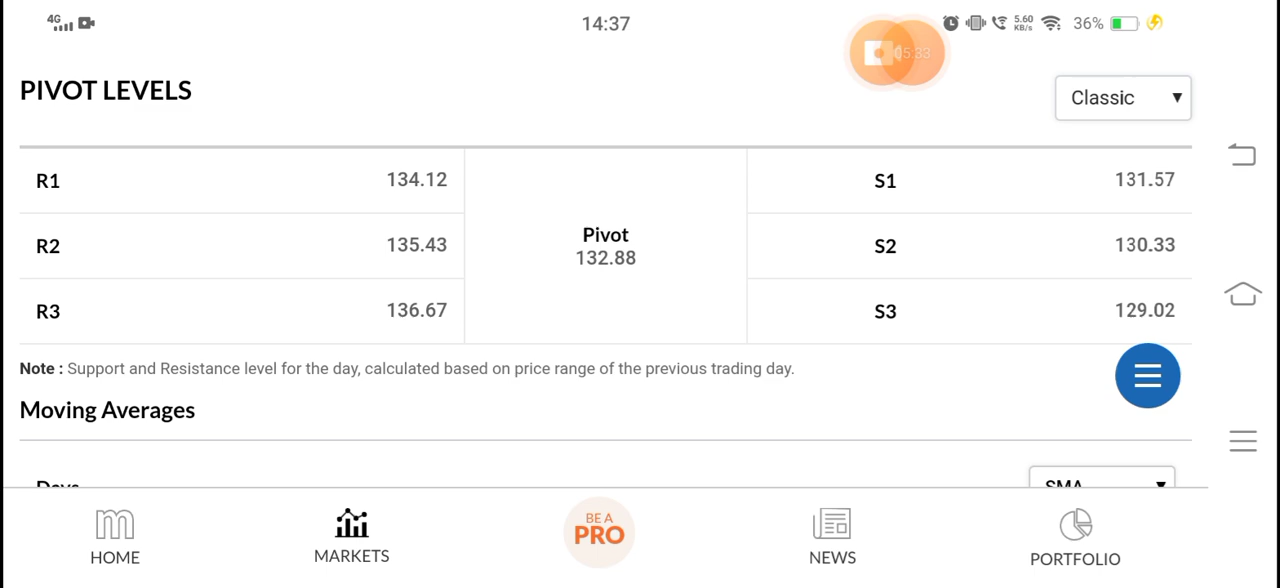 4G 14:37 5.60 KB/s 36%
05:33
PIVOT LEVELS
Classic
R1 134.12 S1 131.57
Pivot
R2 135.43 132.88 S2 130.33
R3 136.67 S3 129.02
Note : Support and Resistance level for the day, calculated based on price range of the previous trading day.
Moving Averages
Days SMA
m BE A PRO
HOME MARKETS NEWS PORTFOLIO